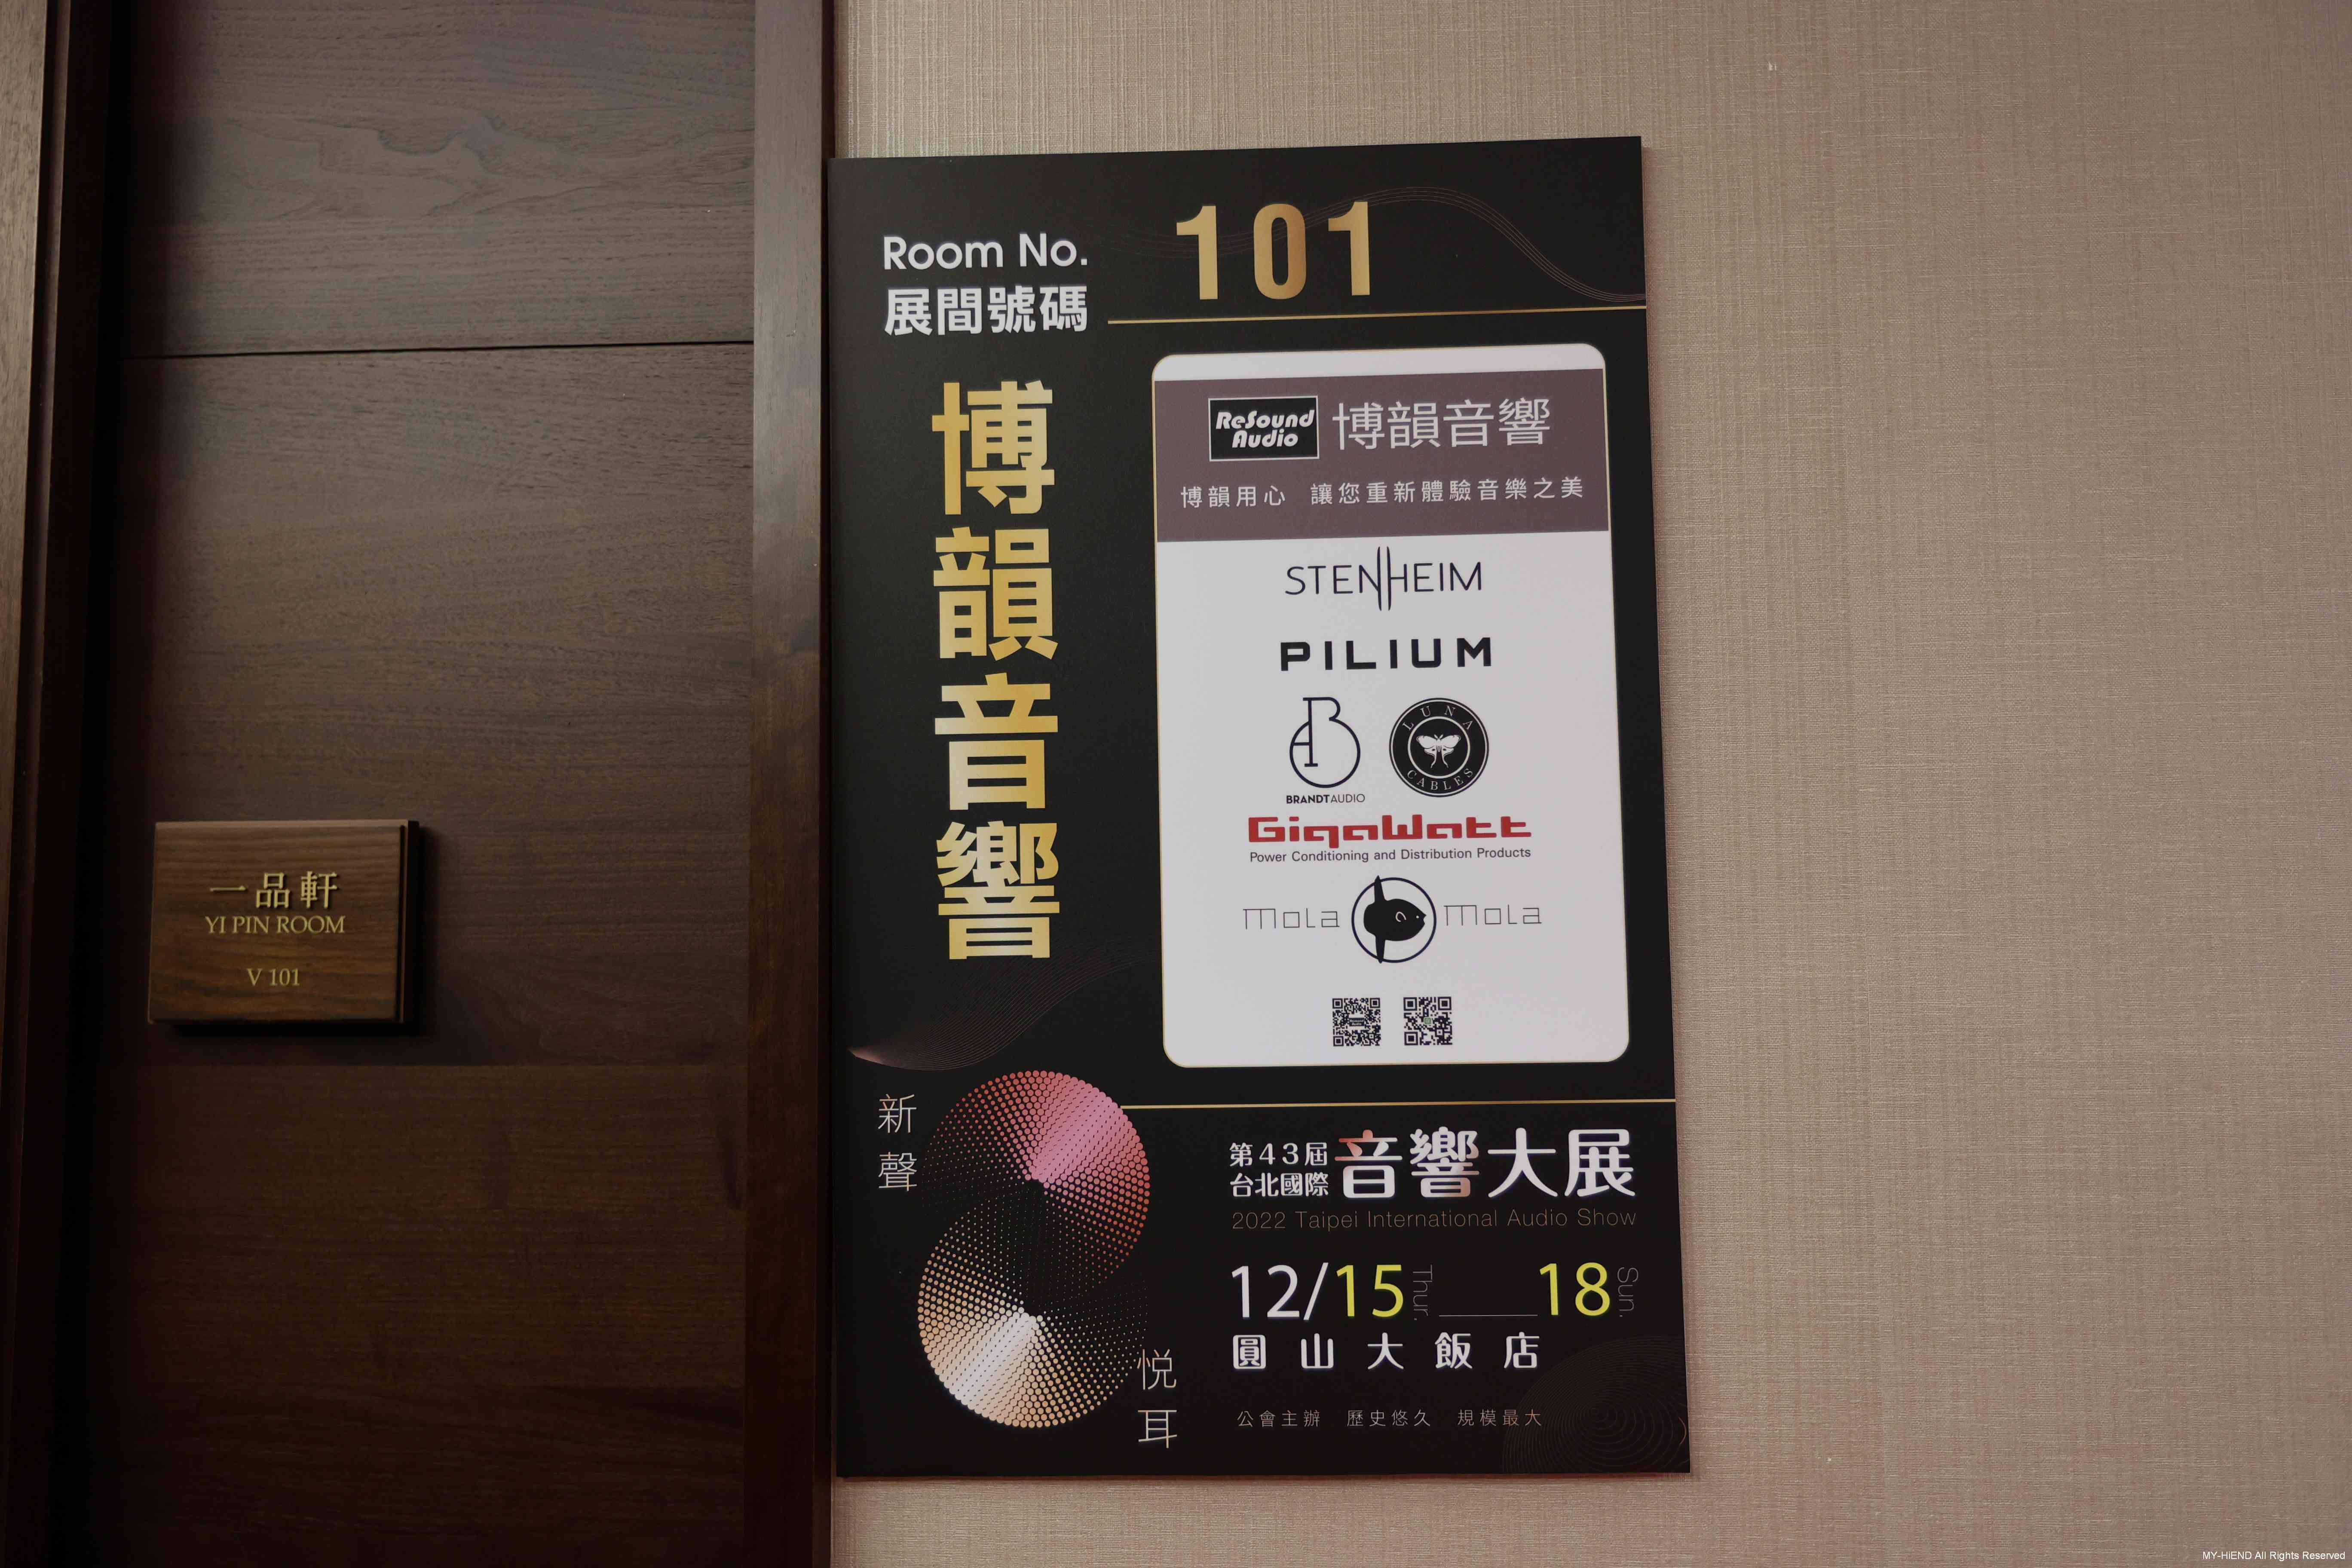 一品軒
YI PIN ROOM
V 101
Room No.
展間號碼
101
博韻音響
ReSound
Audio
博韻音響
博韻用心 讓您重新體驗音樂之美
STENHEIM
PILIUM
BRANDTAUDIO
LUNA
CABLES
GigaWatt
Power Conditioning and Distribution Products
mola mola
新聲
悅耳
第43屆
台北國際
音響大展
2022 Taipei International Audio Show
12/15 Thur. 18 Sun.
圓山大飯店
公會主辦 歷史悠久 規模最大
MY-HiEND All Rights Reserved